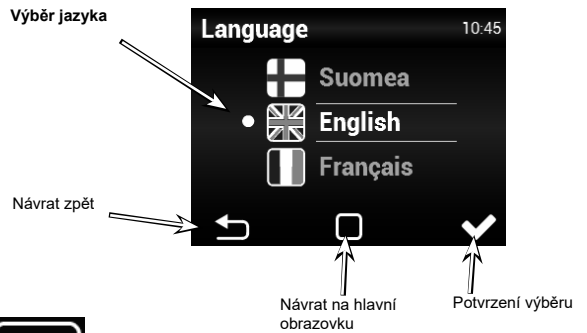 Výběr jazyka
Language 10:45
Suomea
English
Français
Návrat zpět
Návrat na hlavní
obrazovku
Potvrzení výběru